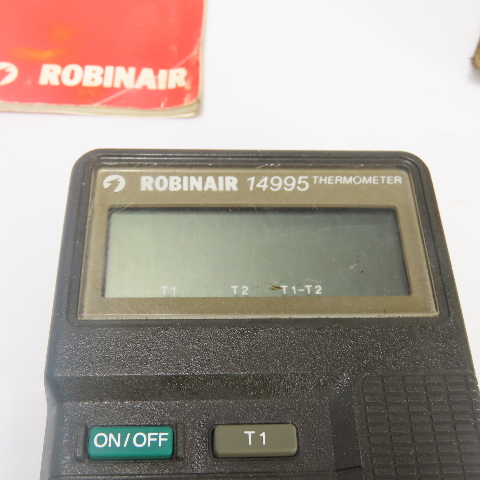 ROBINAIR
ROBINAIR 14995 THERMOMETER
T1 T2 T1-T2
ON/OFF T1